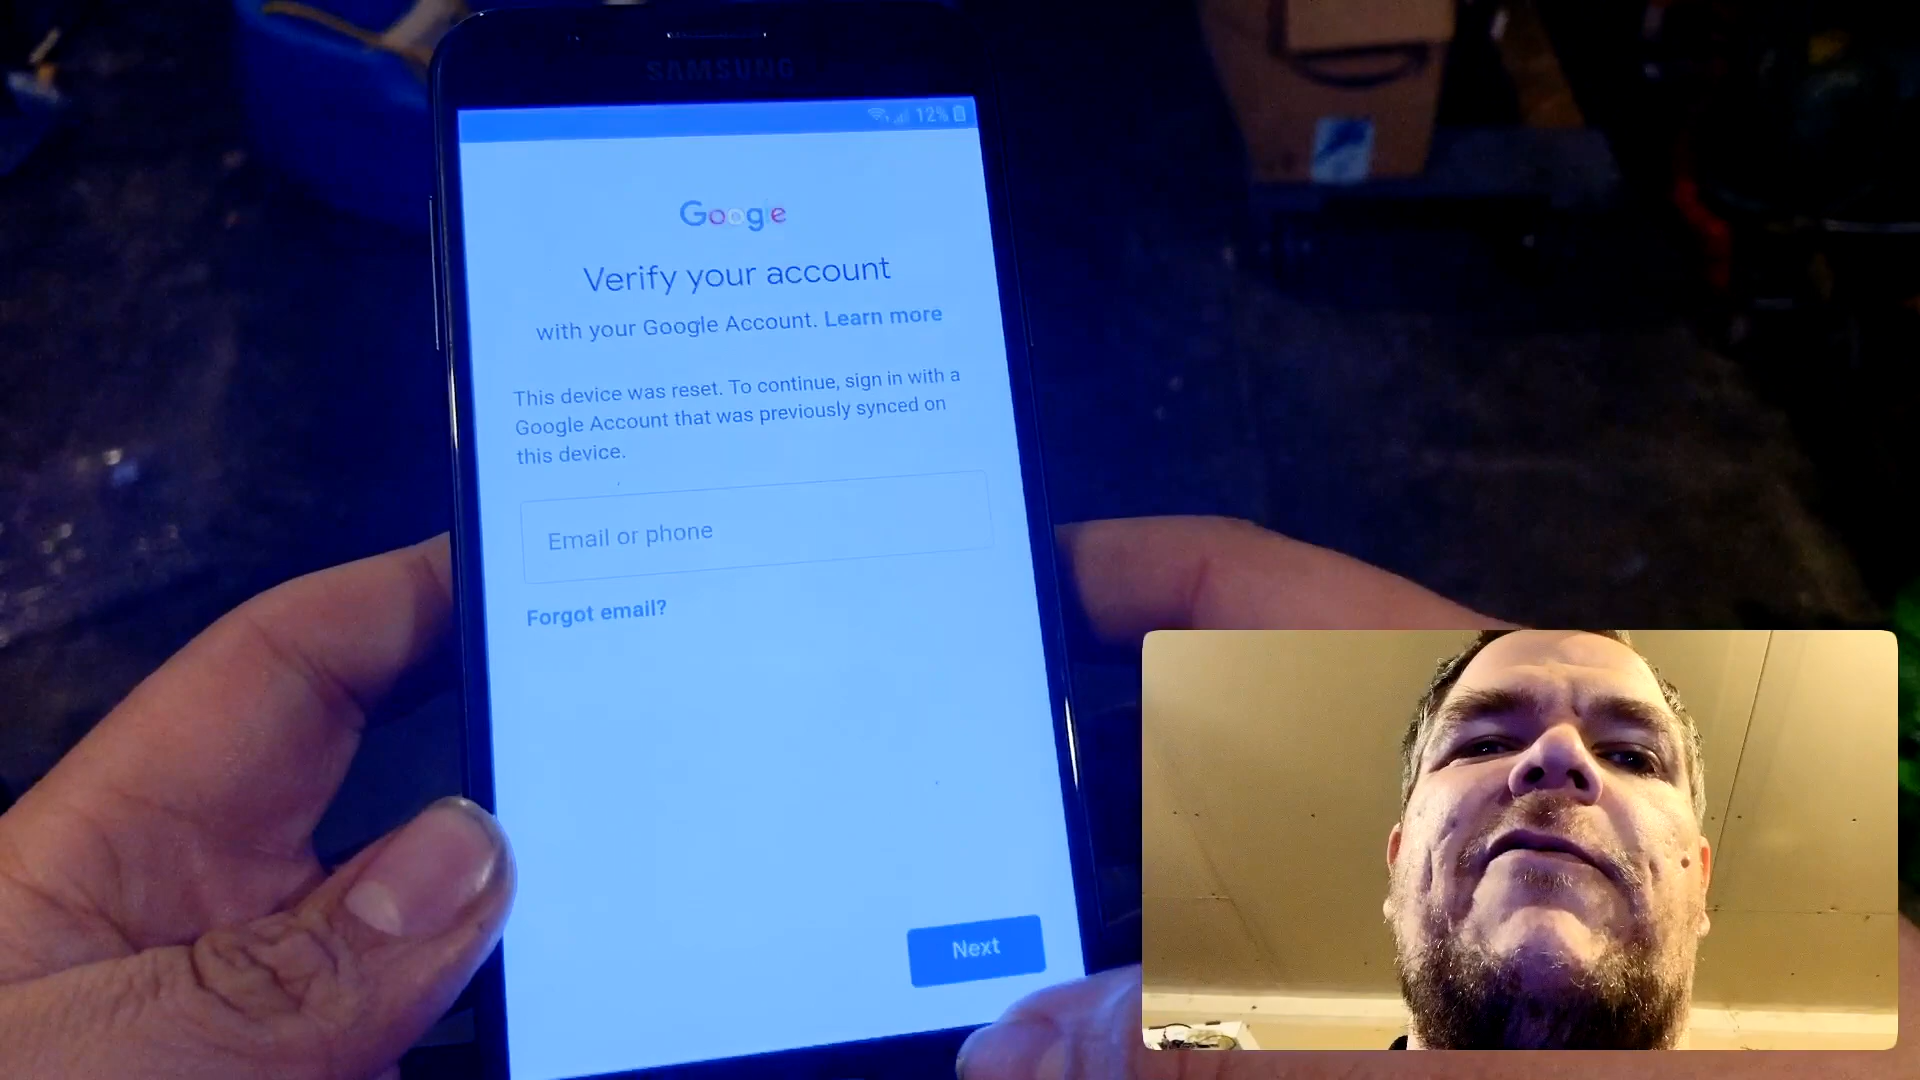 SAMSUNG
12%
Google
Verify your account
with your Google Account. Learn more
This device was reset. To continue, sign in with a
Google Account that was previously synced on
this device.
Email or phone
Forgot email?
Next